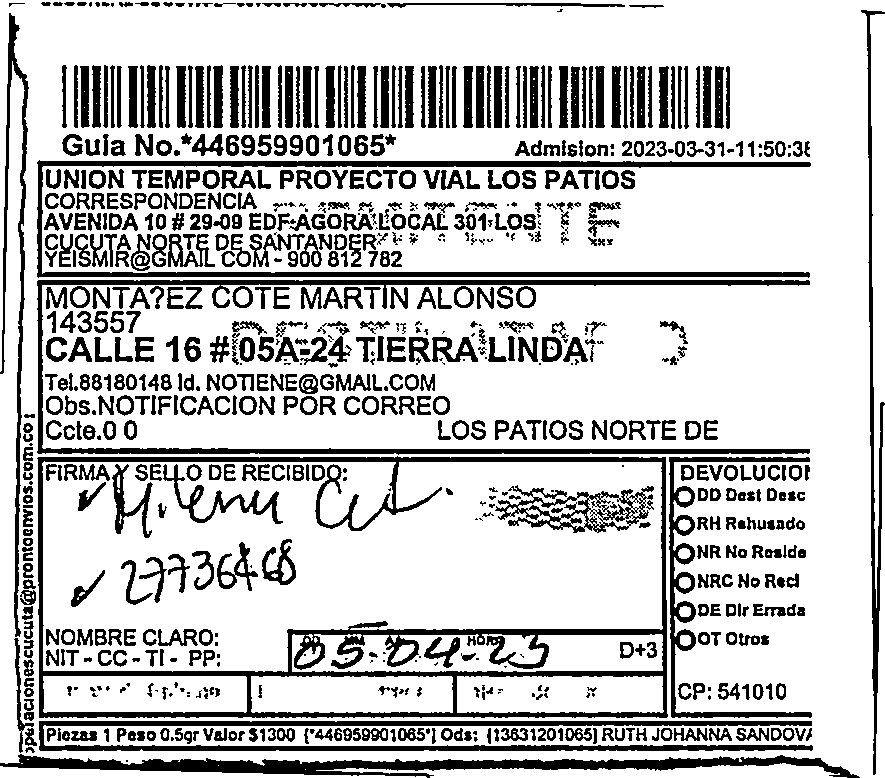 Guia No.*446959901065*
Admision: 2023-03-31-11:50:38
UNION TEMPORAL PROYECTO VIAL LOS PATIOS
CORRESPONDENCIA
AVENIDA 10 # 29-09 EDF AGORA LOCAL 301 LOS
CUCUTA NORTE DE SANTANDER
YEISMIR@GMAIL COM - 900 812 782
MONTA?EZ COTE MARTIN ALONSO
143557
CALLE 16 # 05A-24 TIERRA LINDA
Tel.88180148 Id. NOTIENE@GMAIL.COM
Obs.NOTIFICACION POR CORREO
Ccte.0 0 LOS PATIOS NORTE DE
FIRMA Y SELLO DE RECIBIDO:
27736468
NOMBRE CLARO:
NIT - CC - TI - PP:
05-04-23
D+3
DEVOLUCION
DD Dest Desc
RH Rehusado
NR No Reside
NRC No Recl
DE Dir Errada
OT Otros
CP: 541010
Piezas 1 Peso 0.5gr Valor $1300 [*446959901065*] Ods: [13631201065] RUTH JOHANNA SANDOVA
operacionescucuta@prontoenvios.com.co